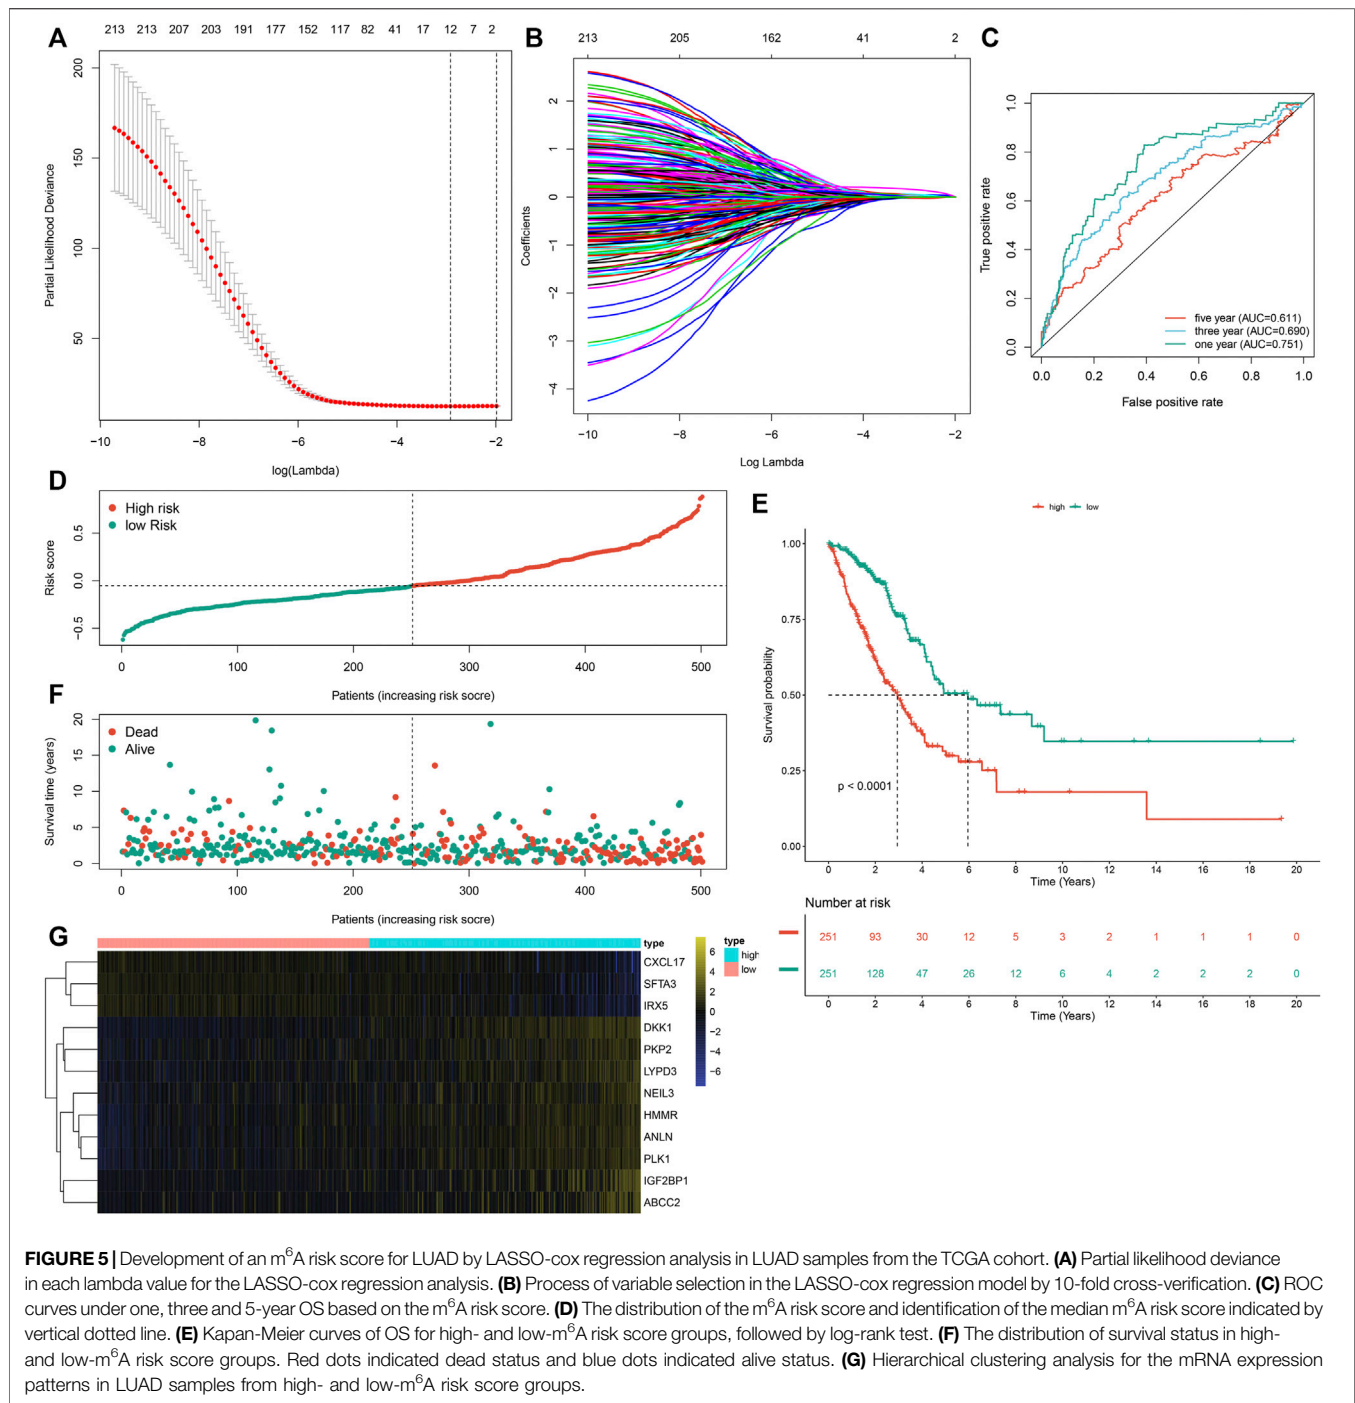 A
213 213 207 203 191 177 152 117 82 41 17 12 7 2
Partial Likelihood Deviance
200
150
100
50
−10 −8 −6 −4 −2
log(Lambda)
B
213 205 162 41 2
Coefficients
2
1
0
−1
−2
−3
−4
−10 −8 −6 −4 −2
Log Lambda
C
True positive rate
1.0
0.8
0.6
0.4
0.2
0.0
five year (AUC=0.611)
three year (AUC=0.690)
one year (AUC=0.751)
0.0 0.2 0.4 0.6 0.8 1.0
False positive rate
D
High risk
low Risk
Risk score
0.5
0.0
−0.5
0 100 200 300 400 500
Patients (increasing risk socre)
E
high low
Survival probability
1.00
0.75
0.50
0.25
0.00
p < 0.0001
0 2 4 6 8 10 12 14 16 18 20
Time (Years)
Number at risk
251 93 30 12 5 3 2 1 1 1 0
251 128 47 26 12 6 4 2 2 2 0
0 2 4 6 8 10 12 14 16 18 20
Time (Years)
F
Dead
Alive
Survival time (years)
20
15
10
5
0
0 100 200 300 400 500
Patients (increasing risk socre)
G
type
CXCL17
SFTA3
IRX5
DKK1
PKP2
LYPD3
NEIL3
HMMR
ANLN
PLK1
IGF2BP1
ABCC2
6
4
2
0
−2
−4
−6
type
high
low
FIGURE 5 | Development of an m⁶A risk score for LUAD by LASSO-cox regression analysis in LUAD samples from the TCGA cohort. (A) Partial likelihood deviance
in each lambda value for the LASSO-cox regression analysis. (B) Process of variable selection in the LASSO-cox regression model by 10-fold cross-verification. (C) ROC
curves under one, three and 5-year OS based on the m⁶A risk score. (D) The distribution of the m⁶A risk score and identification of the median m⁶A risk score indicated by
vertical dotted line. (E) Kapan-Meier curves of OS for high- and low-m⁶A risk score groups, followed by log-rank test. (F) The distribution of survival status in high-
and low-m⁶A risk score groups. Red dots indicated dead status and blue dots indicated alive status. (G) Hierarchical clustering analysis for the mRNA expression
patterns in LUAD samples from high- and low-m⁶A risk score groups.